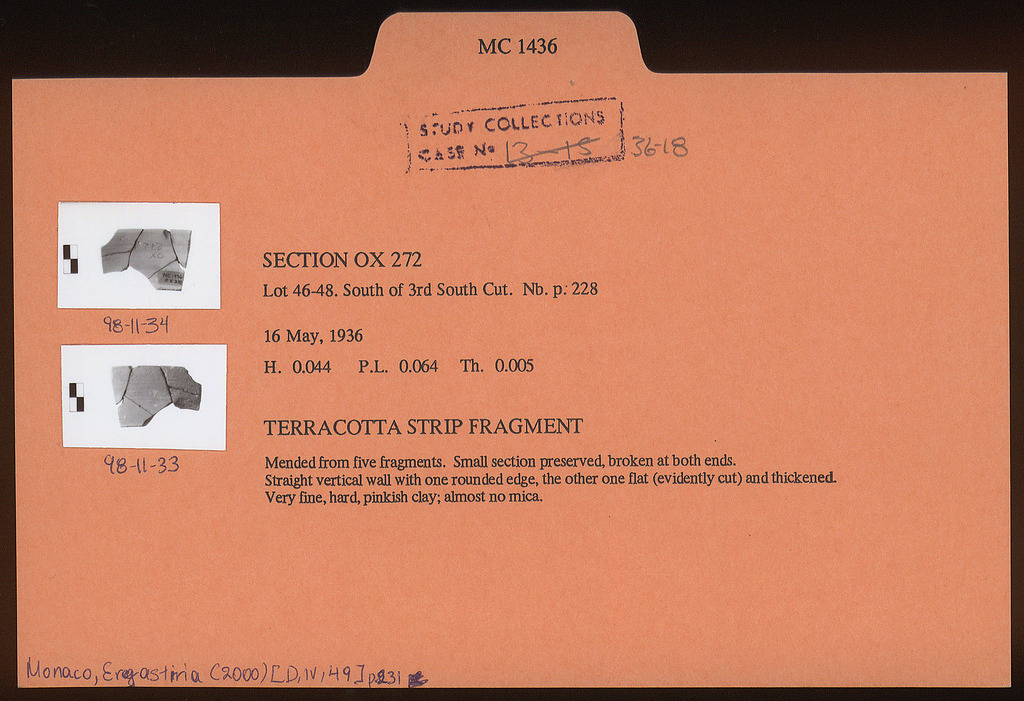 MC 1436
STUDY COLLECTIONS
CASE No 13-15 36-18
98-11-34
98-11-33
SECTION OX 272
Lot 46-48. South of 3rd South Cut. Nb. p. 228
16 May, 1936
H. 0.044 P.L. 0.064 Th. 0.005
TERRACOTTA STRIP FRAGMENT
Mended from five fragments. Small section preserved, broken at both ends.
Straight vertical wall with one rounded edge, the other one flat (evidently cut) and thickened.
Very fine, hard, pinkish clay; almost no mica.
Monaco, Ergastiria (2000) [D,IV,49] p.231